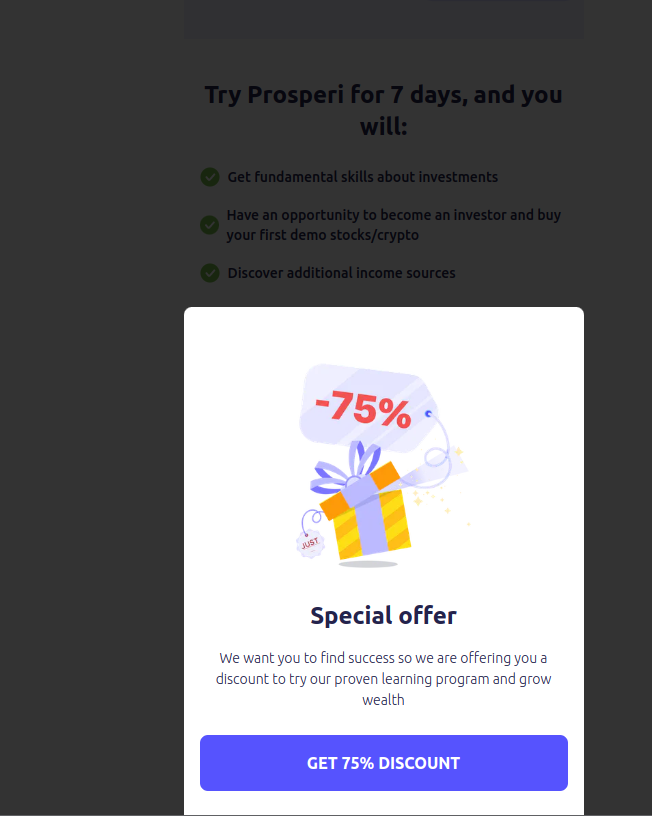 Try Prosperi for 7 days, and you
will:
Get fundamental skills about investments
Have an opportunity to become an investor and buy
your first demo stocks/crypto
Discover additional income sources
-75%
JUST
Special offer
We want you to find success so we are offering you a
discount to try our proven learning program and grow
wealth
GET 75% DISCOUNT